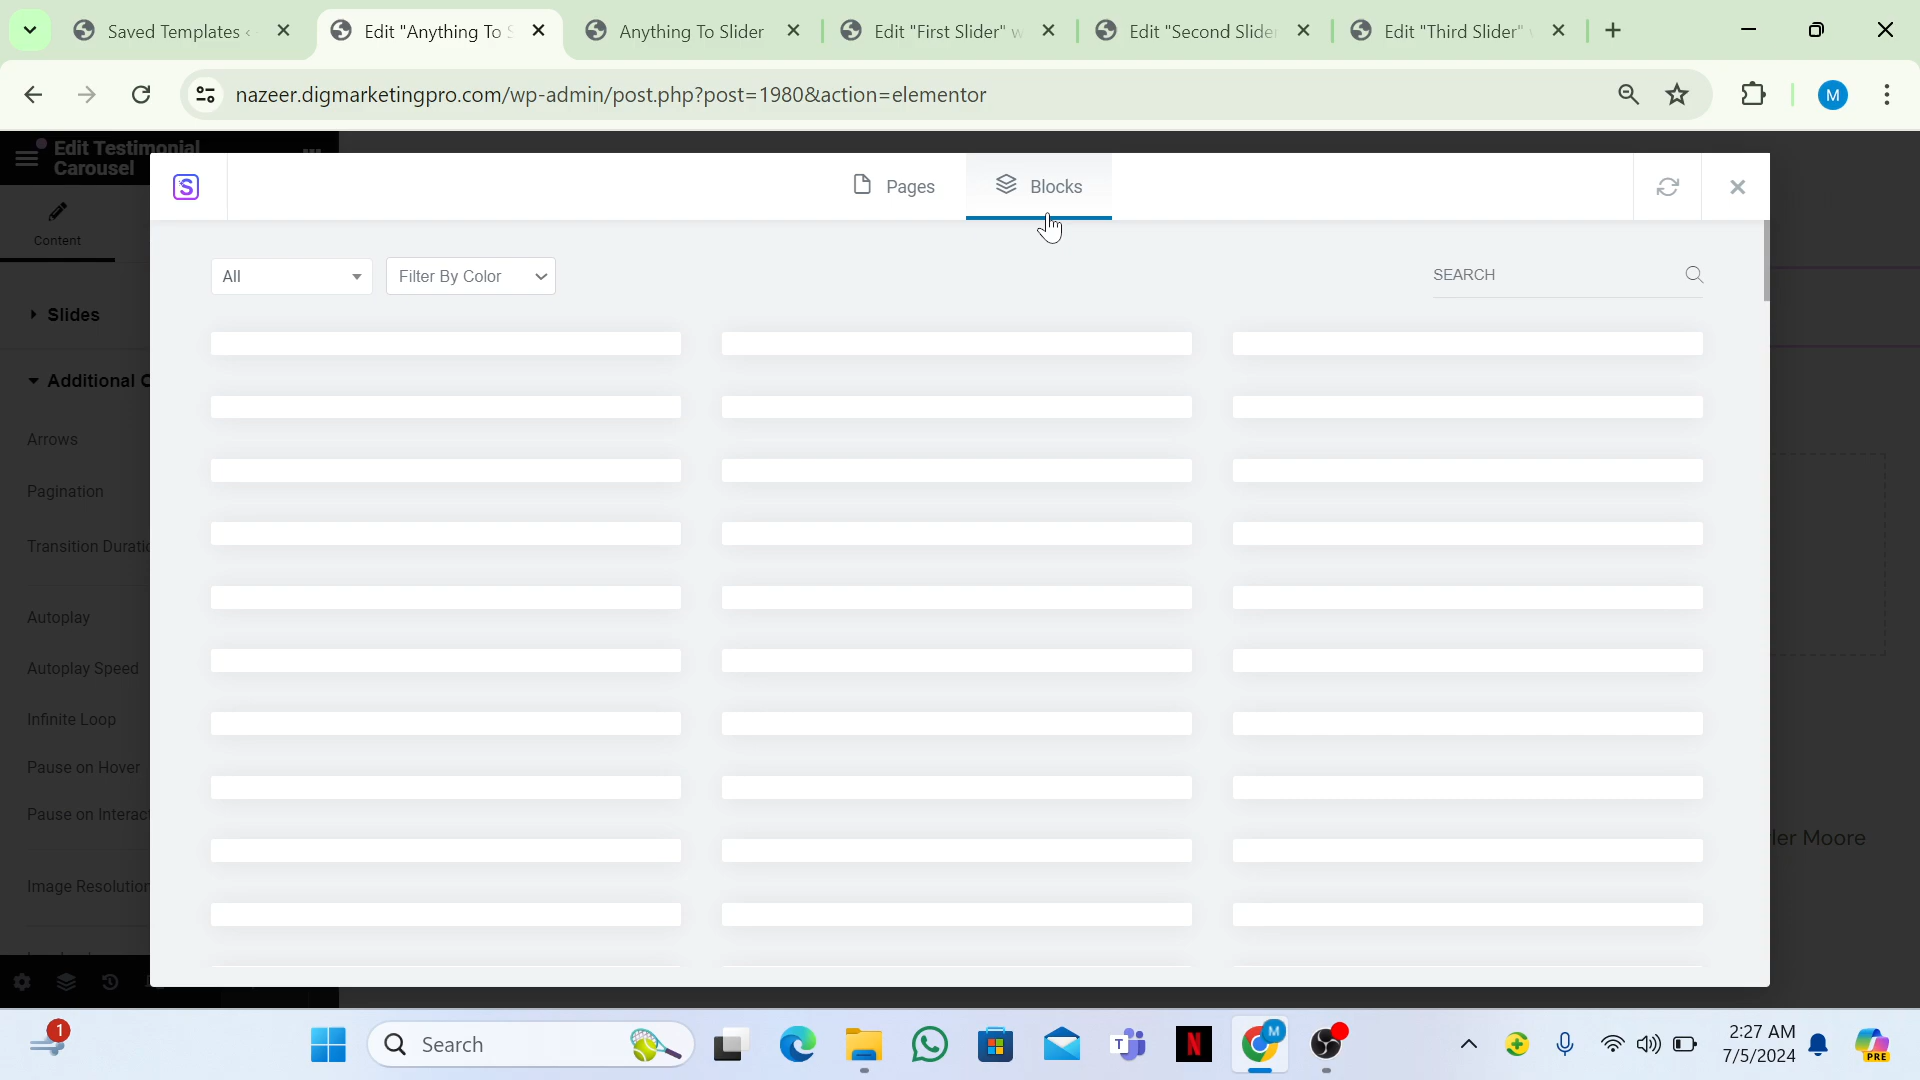 Saved Templates ‹
Edit "Anything To S
Anything To Slider
Edit "First Slider" w
Edit "Second Slider
Edit "Third Slider"
nazeer.digmarketingpro.com/wp-admin/post.php?post=1980&action=elementor
M
Edit Testimonial
Carousel
S
Pages
Blocks
Content
All
Filter By Color
SEARCH
Slides
Additional O
Arrows
Pagination
Transition Duratio
Autoplay
Autoplay Speed
Infinite Loop
Pause on Hover
Pause on Interac
Image Resolution
ler Moore
1
Search
T
N
M
2:27 AM
7/5/2024
PRE